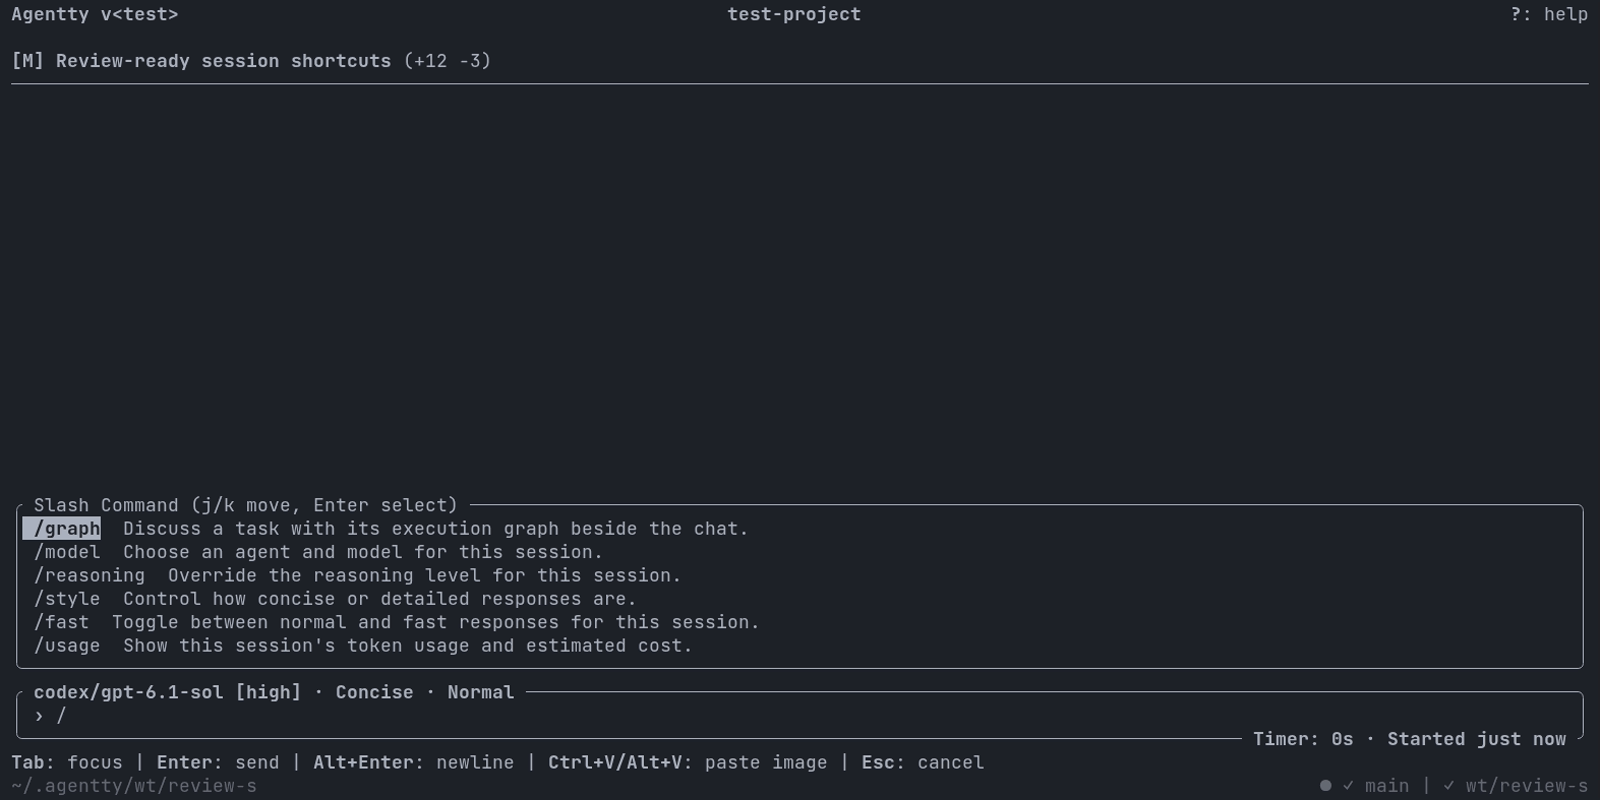 Agentty v<test> test-project ?: help
[M] Review-ready session shortcuts (+12 -3)
Slash Command (j/k move, Enter select)
/graph  Discuss a task with its execution graph beside the chat.
/model  Choose an agent and model for this session.
/reasoning  Override the reasoning level for this session.
/style  Control how concise or detailed responses are.
/fast  Toggle between normal and fast responses for this session.
/usage  Show this session's token usage and estimated cost.
codex/gpt-6.1-sol [high] · Concise · Normal
› /
Timer: 0s · Started just now
Tab: focus | Enter: send | Alt+Enter: newline | Ctrl+V/Alt+V: paste image | Esc: cancel
~/.agentty/wt/review-s ● ✓ main | ✓ wt/review-s